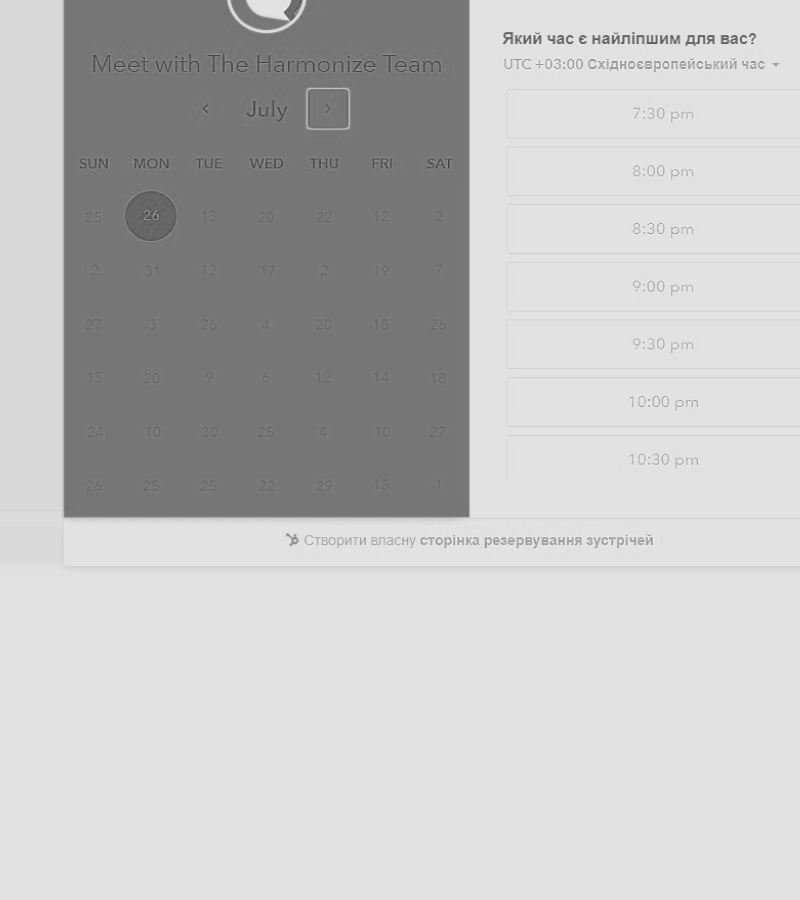 Meet with The Harmonize Team
July
SUN MON TUE WED THU FRI SAT
25 26 13 20 22 12 2
2 31 12 17 2 19 7
27 3 26 4 20 18 26
15 20 9 6 12 14 18
24 10 30 25 4 10 27
26 25 25 22 29 13 1
Який час є найліпшим для вас?
UTC +03:00 Східноєвропейський час
7:30 pm
8:00 pm
8:30 pm
9:00 pm
9:30 pm
10:00 pm
10:30 pm
Створити власну сторінка резервування зустрічей